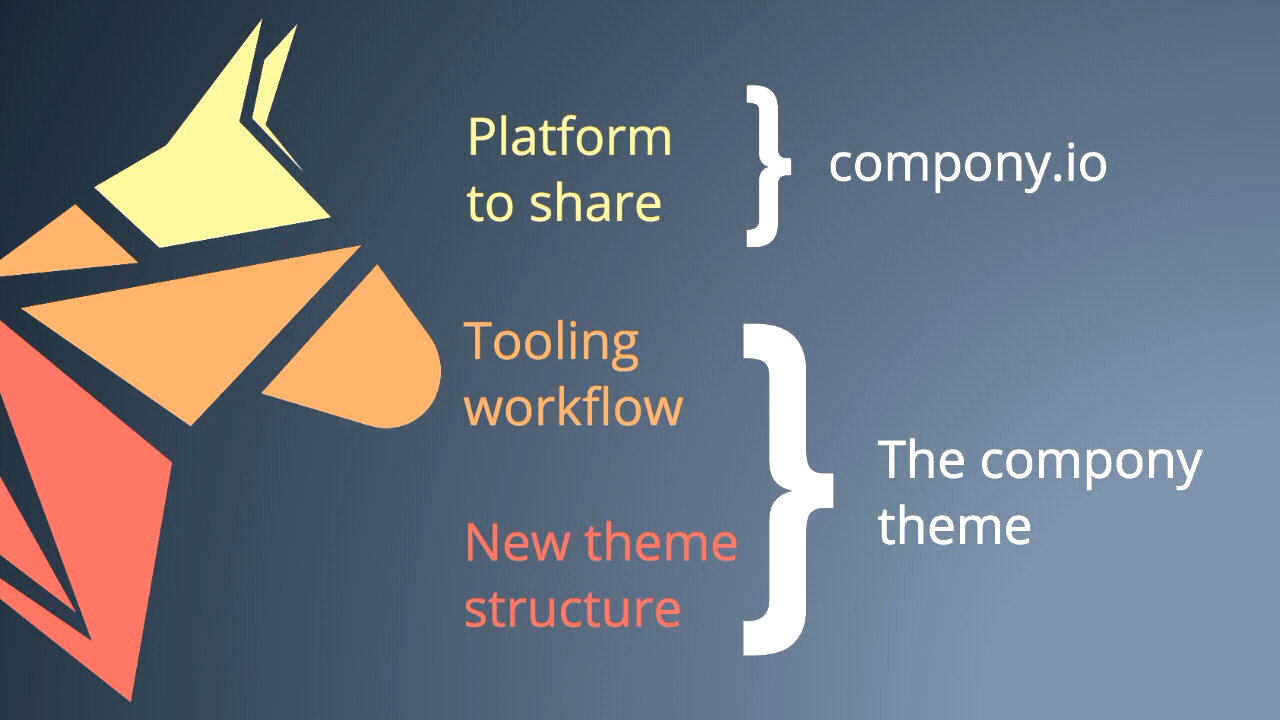 Platform
to share
compony.io
Tooling
workflow
New theme
structure
The compony
theme